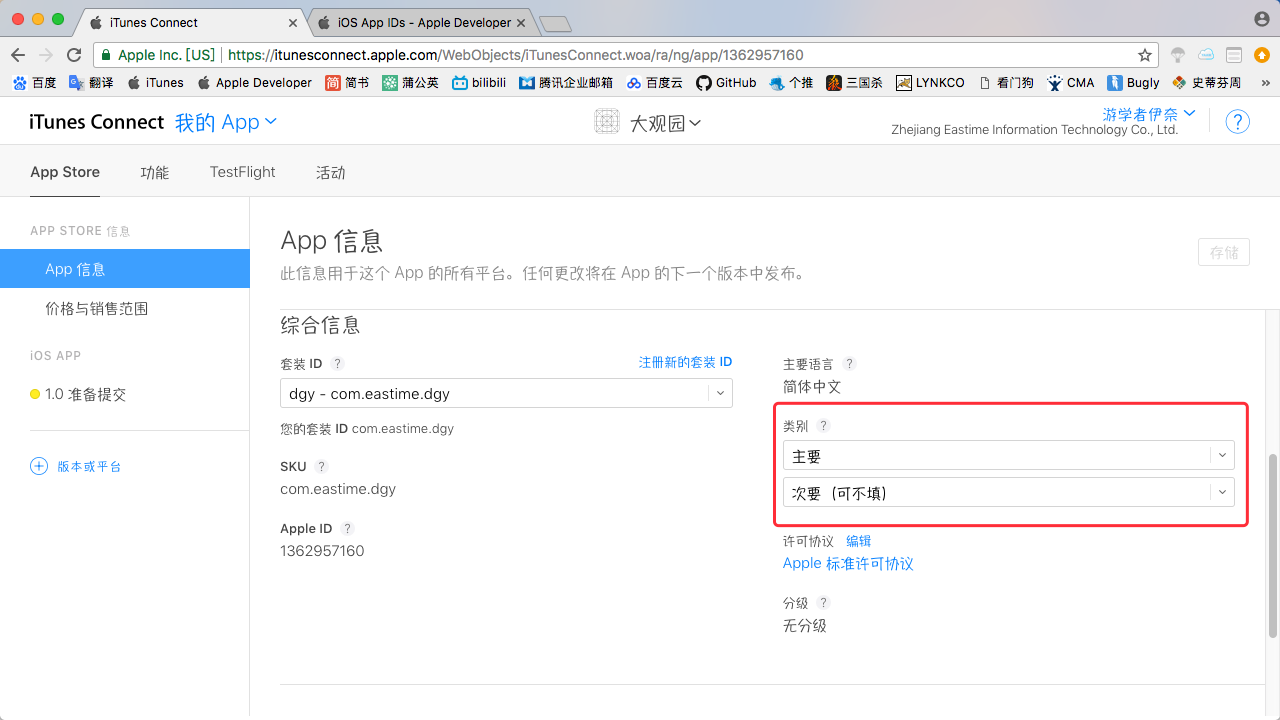 iTunes Connect
iOS App IDs - Apple Developer
Apple Inc. [US] https://itunesconnect.apple.com/WebObjects/iTunesConnect.woa/ra/ng/app/1362957160
百度 翻译 iTunes Apple Developer 简书 蒲公英 bilibili 腾讯企业邮箱 百度云 GitHub 个推 三国杀 LYNKCO 看门狗 CMA Bugly 史蒂芬周 »
iTunes Connect 我的 App
大观园
游学者伊奈
Zhejiang Eastime Information Technology Co., Ltd.
?
App Store 功能 TestFlight 活动
APP STORE 信息
App 信息
价格与销售范围
iOS APP
1.0 准备提交
版本或平台
App 信息
此信息用于这个 App 的所有平台。任何更改将在 App 的下一个版本中发布。
存储
综合信息
套装 ID ?
注册新的套装 ID
dgy - com.eastime.dgy
您的套装 ID com.eastime.dgy
SKU ?
com.eastime.dgy
Apple ID ?
1362957160
主要语言 ?
简体中文
类别 ?
主要
次要（可不填）
许可协议 编辑
Apple 标准许可协议
分级 ?
无分级